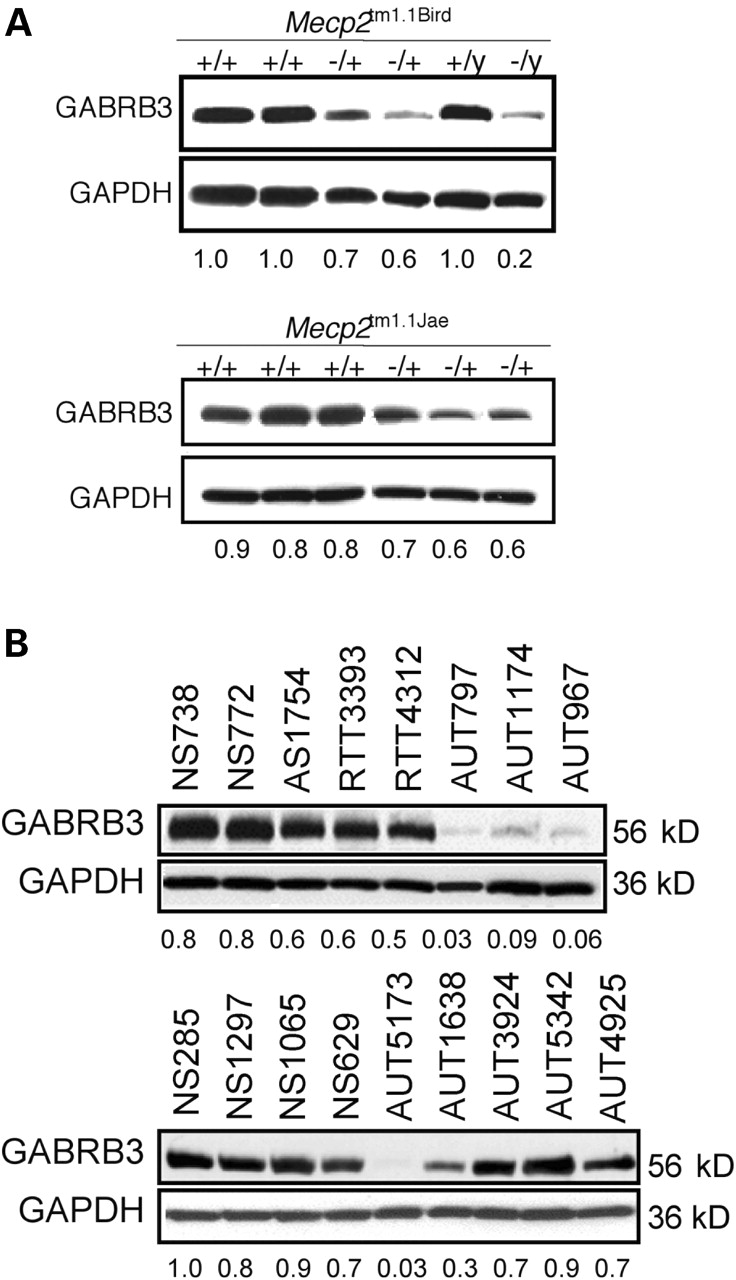 A
Mecp2tm1.1Bird
+/+ +/+ -/+ -/+ +/y -/y
GABRB3
GAPDH
1.0 1.0 0.7 0.6 1.0 0.2
Mecp2tm1.1Jae
+/+ +/+ +/+ -/+ -/+ -/+
GABRB3
GAPDH
0.9 0.8 0.8 0.7 0.6 0.6
B
NS738 NS772 AS1754 RTT3393 RTT4312 AUT797 AUT1174 AUT967
GABRB3 56 kD
GAPDH 36 kD
0.8 0.8 0.6 0.6 0.5 0.03 0.09 0.06
NS285 NS1297 NS1065 NS629 AUT5173 AUT1638 AUT3924 AUT5342 AUT4925
GABRB3 56 kD
GAPDH 36 kD
1.0 0.8 0.9 0.7 0.03 0.3 0.7 0.9 0.7